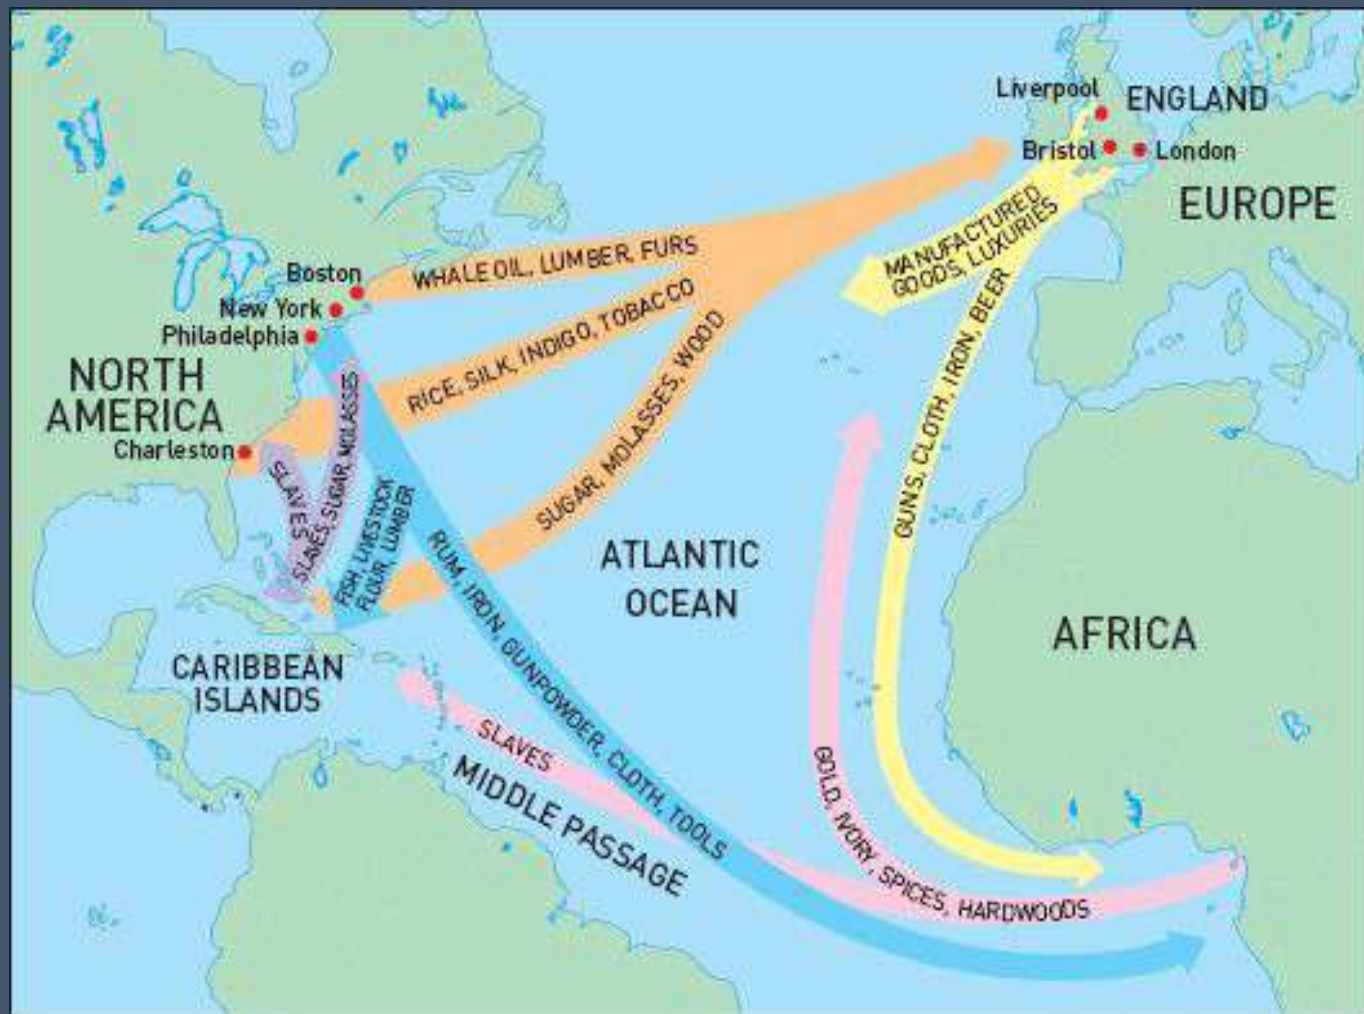 Liverpool
ENGLAND
Bristol
London
EUROPE
MANUFACTURED
GOODS, LUXURIES
WHALE OIL, LUMBER, FURS
Boston
New York
Philadelphia
RICE, SILK, INDIGO, TOBACCO
GUNS, CLOTH, IRON, BEER
NORTH
AMERICA
SUGAR, MOLASSES, WOOD
Charleston
SLAVES
SLAVES, SUGAR, MOLASSES
FISH, LIVESTOCK
FLOUR, LUMBER
RUM, IRON, GUNPOWDER, CLOTH, TOOLS
ATLANTIC
OCEAN
AFRICA
CARIBBEAN
ISLANDS
SLAVES
MIDDLE PASSAGE
GOLD, IVORY, SPICES, HARDWOODS